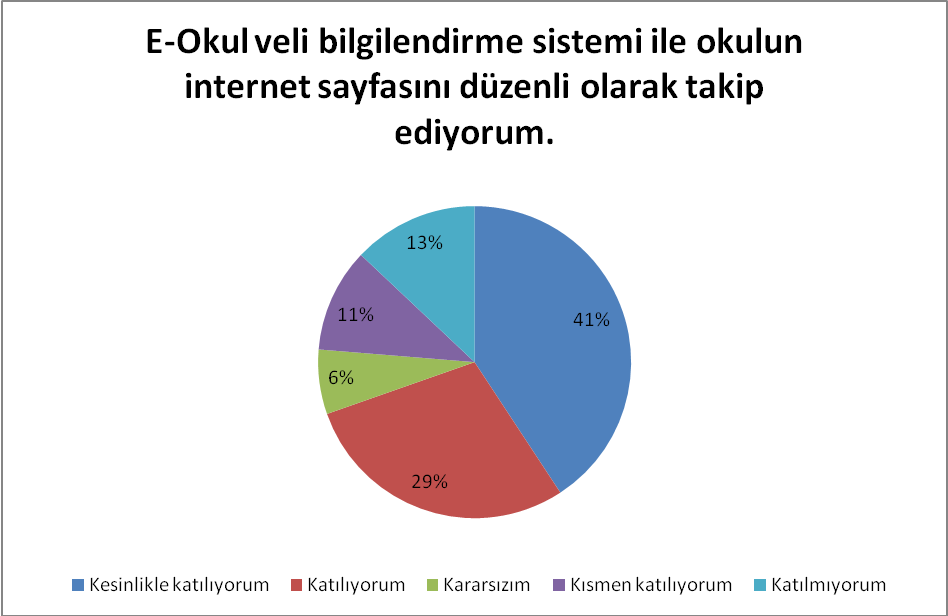 E-Okul veli bilgilendirme sistemi ile okulun
internet sayfasını düzenli olarak takip
ediyorum.
13%
41%
11%
6%
29%
Kesinlikle katılıyorum Katılıyorum Kararsızım Kısmen katılıyorum Katılmıyorum